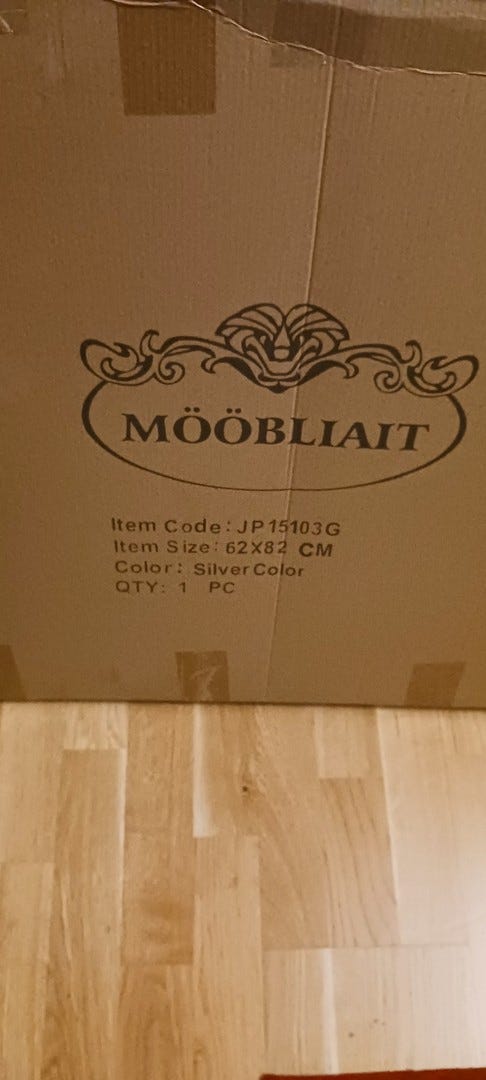 MÖÖBLIAIT
Item Code: JP15103G
Item Size: 62X82 CM
Color: Silver Color
QTY: 1 PC